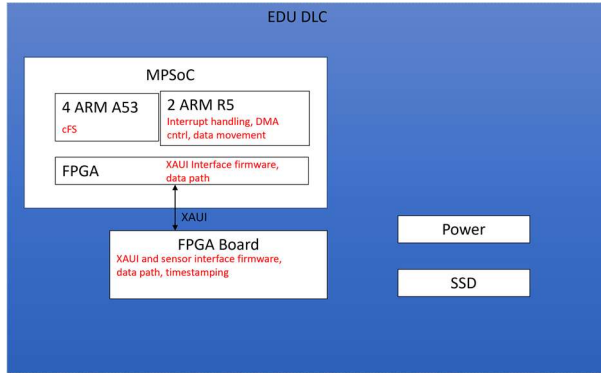 EDU DLC
MPSoC
4 ARM A53
cFS
2 ARM R5
Interrupt handling, DMA
cntrl, data movement
FPGA
XAUI Interface firmware,
data path
XAUI
FPGA Board
XAUI and sensor interface firmware,
data path, timestamping
Power
SSD